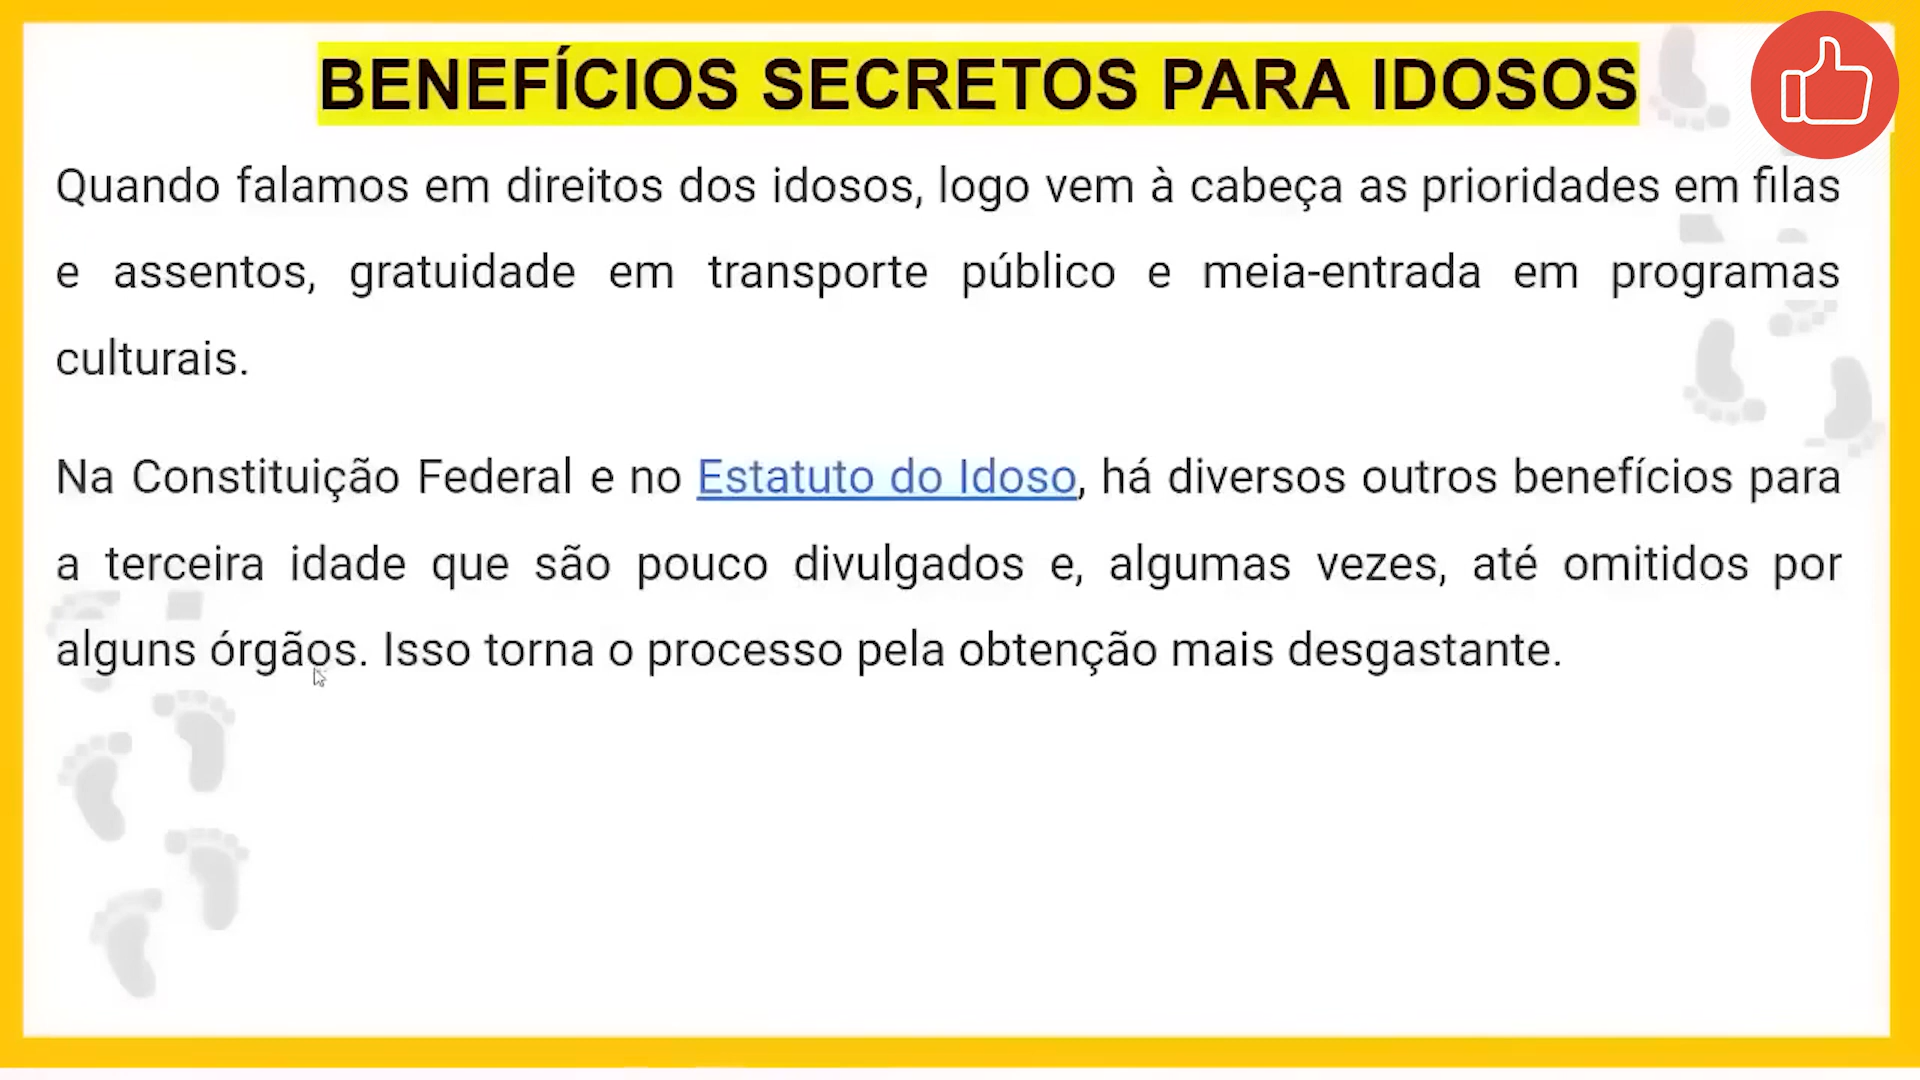 BENEFÍCIOS SECRETOS PARA IDOSOS
Quando falamos em direitos dos idosos, logo vem à cabeça as prioridades em filas
e assentos, gratuidade em transporte público e meia-entrada em programas
culturais.
Na Constituição Federal e no Estatuto do Idoso, há diversos outros benefícios para
a terceira idade que são pouco divulgados e, algumas vezes, até omitidos por
alguns órgãos. Isso torna o processo pela obtenção mais desgastante.